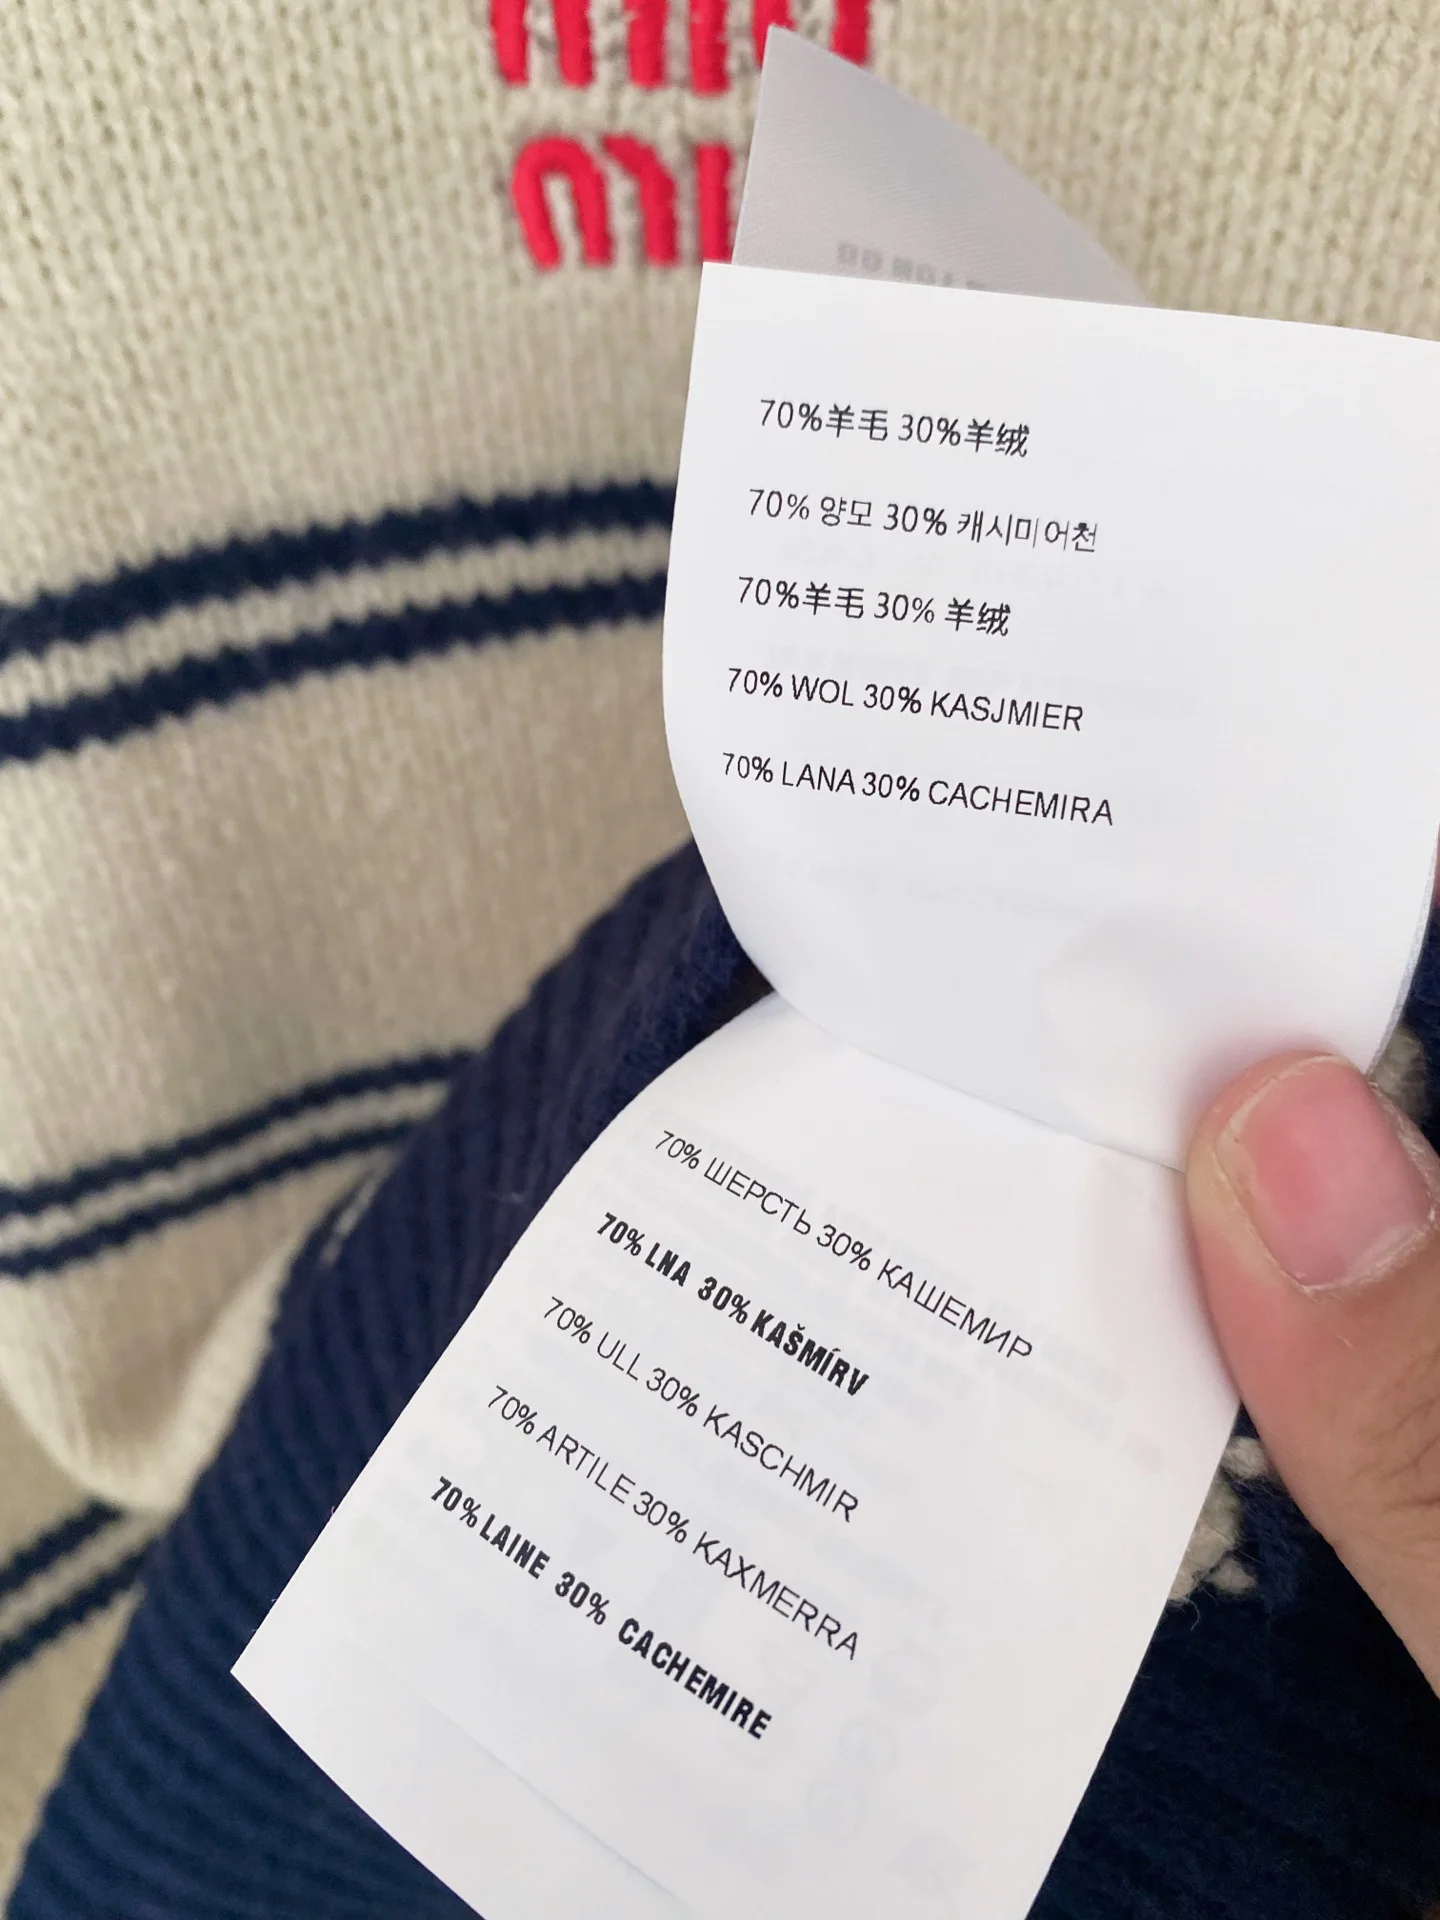 miu
miu
70%羊毛 30%羊绒
70% 양모 30% 캐시미어천
70%羊毛 30% 羊绒
70% WOL 30% KASJMIER
70% LANA 30% CACHEMIRA
70% ШЕРСТЬ 30% КАШЕМИР
70% LNA 30% KAŠMÍRV
70% ULL 30% KASCHMIR
70% ARTILE 30% KAXMERRA
70% LAINE 30% CACHEMIRE